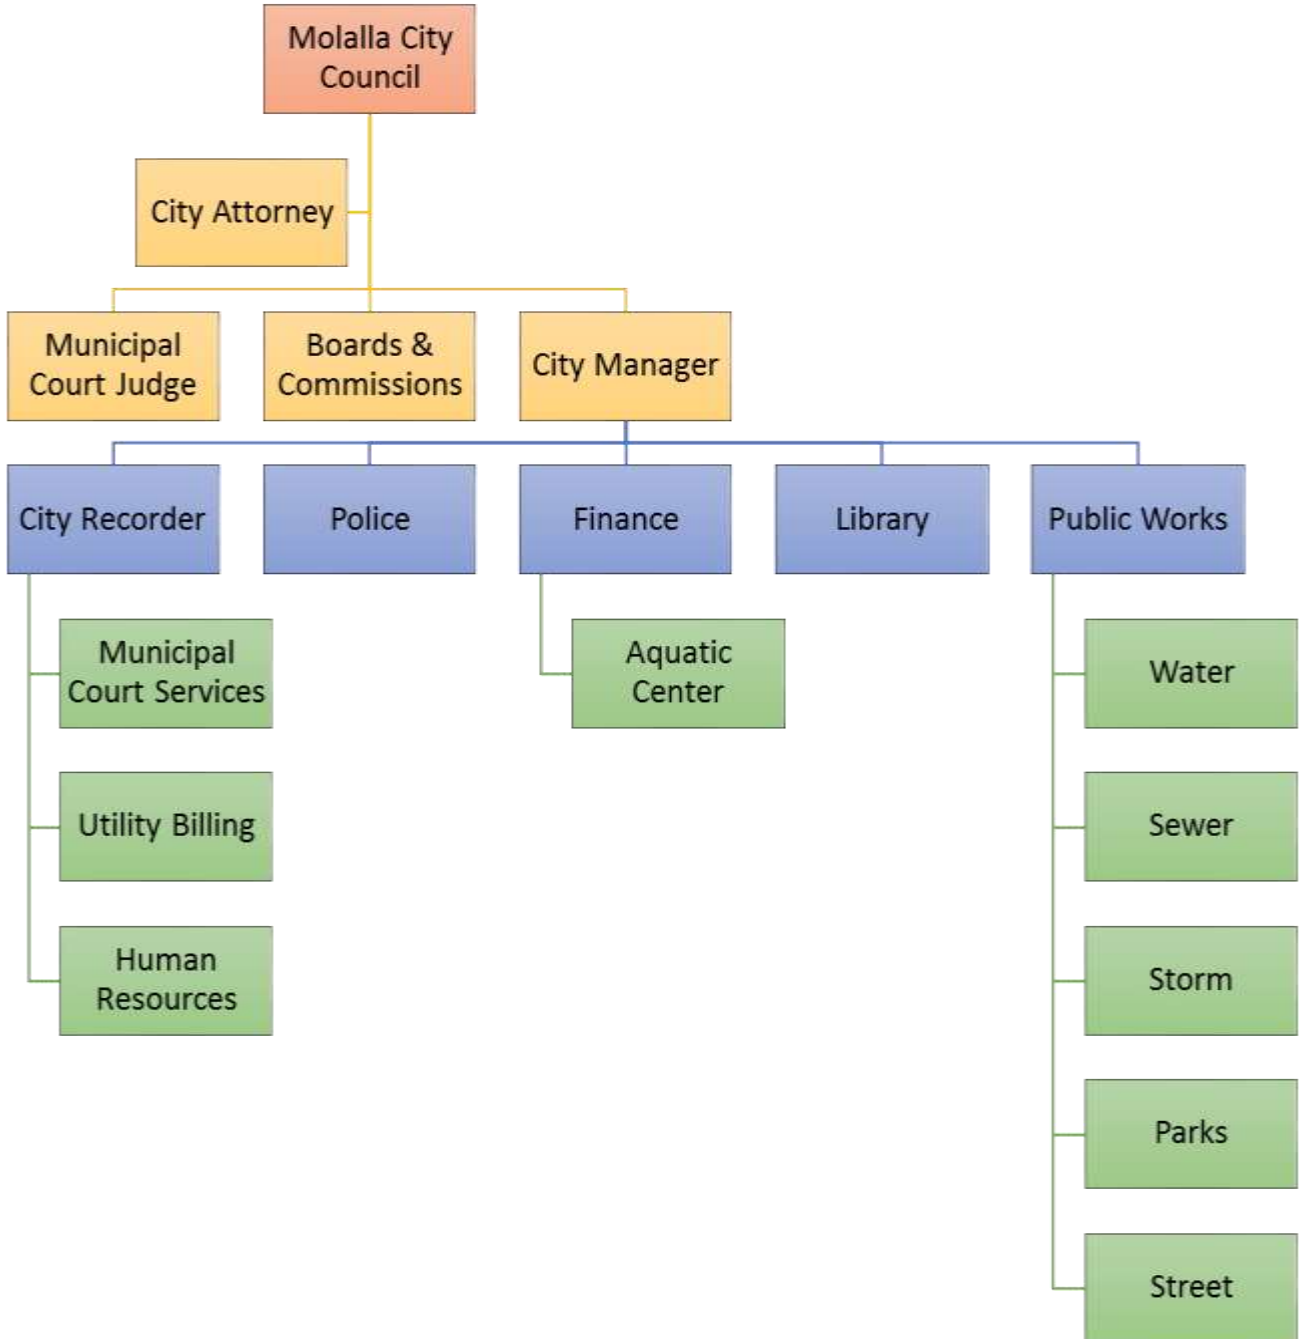 Molalla City
Council
City Attorney
Municipal
Court Judge
Boards &
Commissions
City Manager
City Recorder
Police
Finance
Library
Public Works
Municipal
Court Services
Aquatic
Center
Water
Utility Billing
Sewer
Human
Resources
Storm
Parks
Street